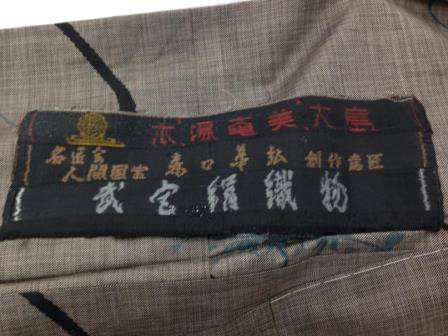 本場奄美大島
人間国宝 森口華弘 創作意匠
武宮絹織物